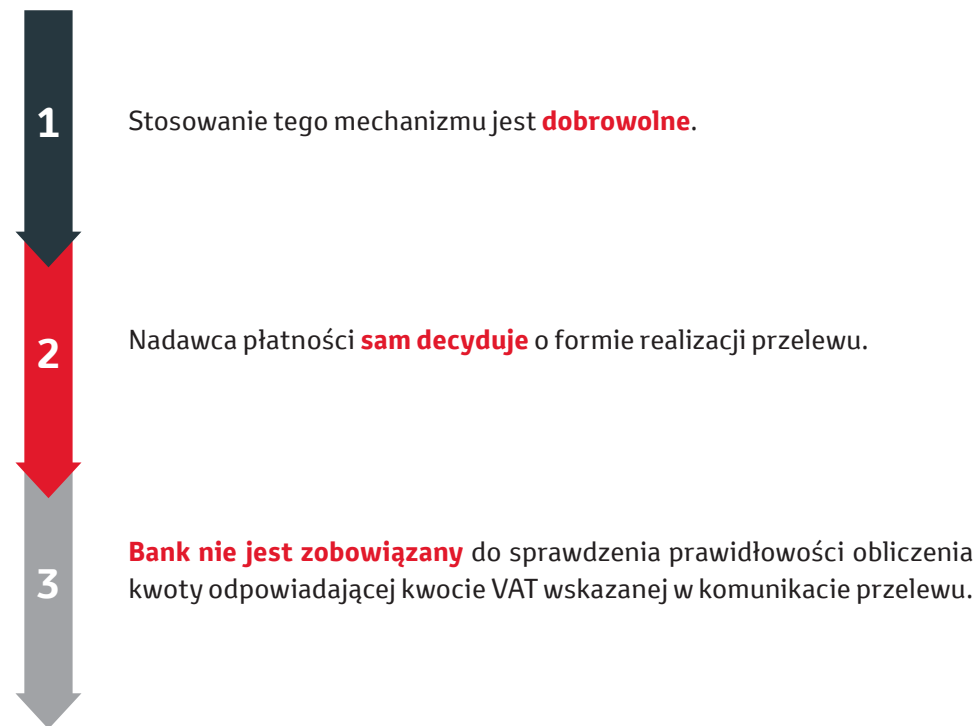 1
Stosowanie tego mechanizmu jest dobrowolne.
2
Nadawca płatności sam decyduje o formie realizacji przelewu.
3
Bank nie jest zobowiązany do sprawdzenia prawidłowości obliczenia
kwoty odpowiadającej kwocie VAT wskazanej w komunikacie przelewu.